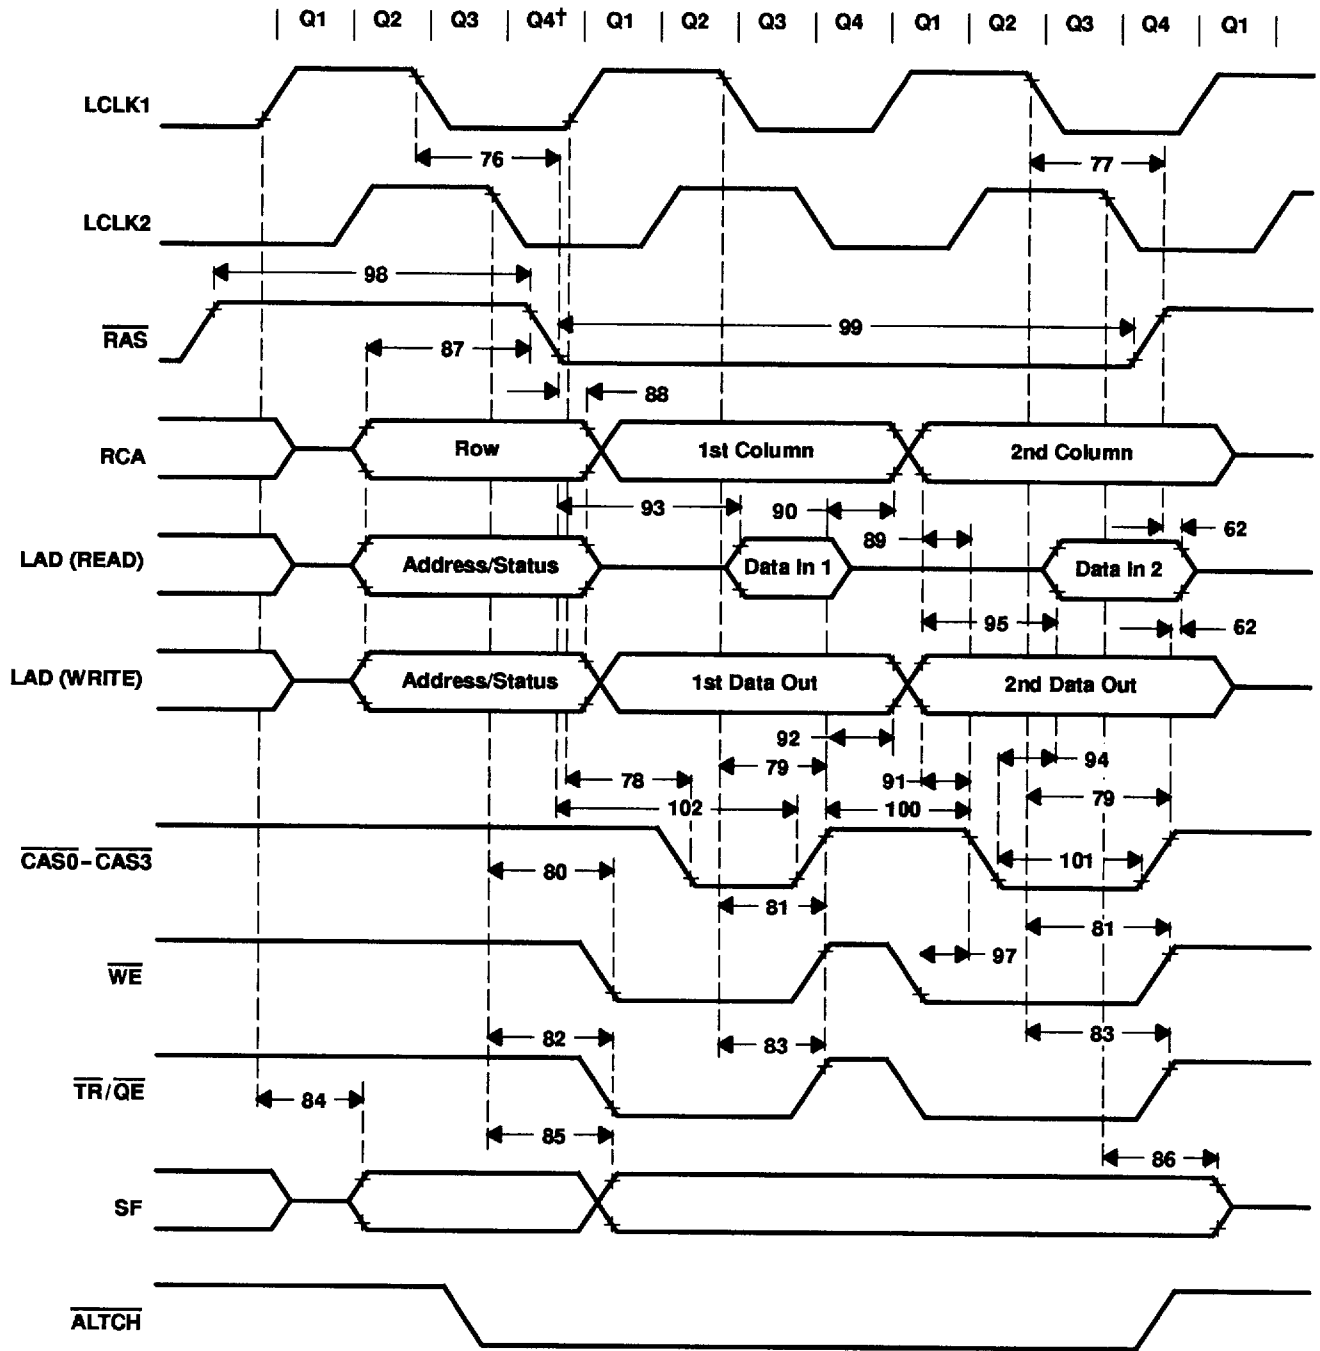 Q1 Q2 Q3 Q4† Q1 Q2 Q3 Q4 Q1 Q2 Q3 Q4 Q1
LCLK1
76 77
LCLK2
98
RAS
99
87
88
RCA
Row 1st Column 2nd Column
93 90
62
89
LAD (READ)
Address/Status Data In 1 Data In 2
95 62
LAD (WRITE)
Address/Status 1st Data Out 2nd Data Out
92
94
79
78 91
79
102 100
CAS0-CAS3
101
80
81
81
97
WE
82 83 83
TR/QE
84
85
86
SF
ALTCH